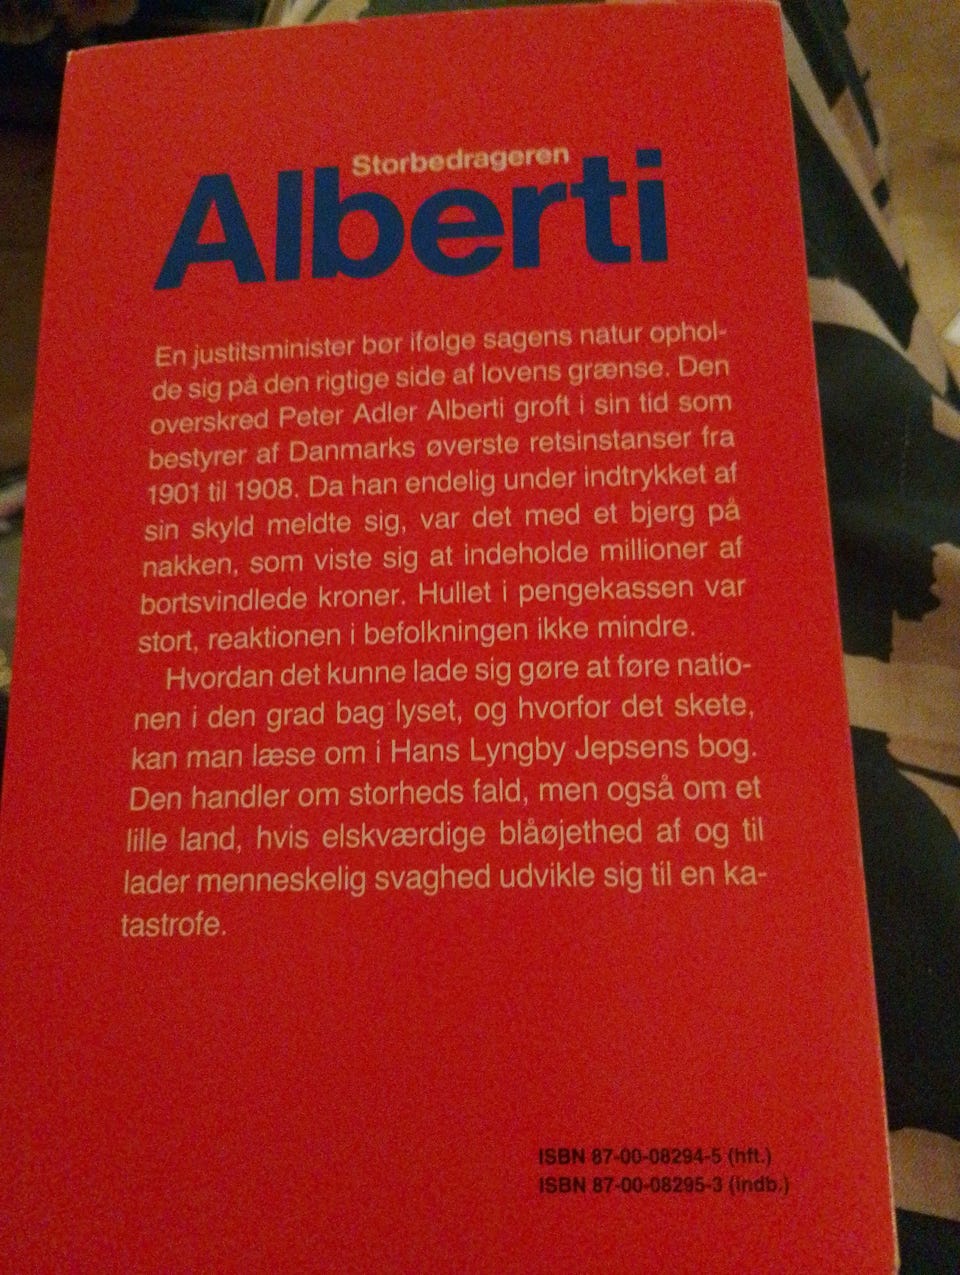 Storbedrageren
Alberti
En justitsminister bør ifølge sagens natur ophol-
de sig på den rigtige side af lovens grænse. Den
overskred Peter Adler Alberti groft i sin tid som
bestyrer af Danmarks øverste retsinstanser fra
1901 til 1908. Da han endelig under indtrykket af
sin skyld meldte sig, var det med et bjerg på
nakken, som viste sig at indeholde millioner af
bortsvindlede kroner. Hullet i pengekassen var
stort, reaktionen i befolkningen ikke mindre.
Hvordan det kunne lade sig gøre at føre natio-
nen i den grad bag lyset, og hvorfor det skete,
kan man læse om i Hans Lyngby Jepsens bog.
Den handler om storheds fald, men også om et
lille land, hvis elskværdige blåøjethed af og til
lader menneskelig svaghed udvikle sig til en ka-
tastrofe.
ISBN 87-00-08294-5 (hft.)
ISBN 87-00-08295-3 (indb.)